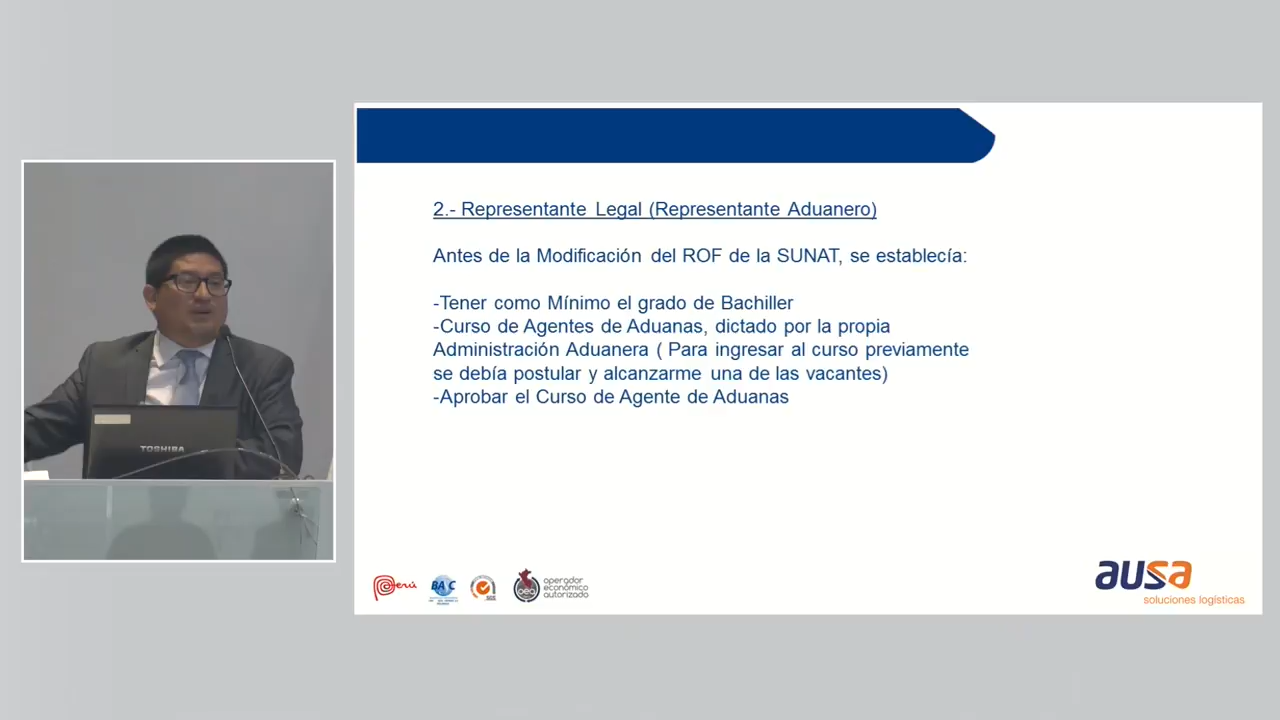 2.- Representante Legal (Representante Aduanero)
Antes de la Modificación del ROF de la SUNAT, se establecía:
-Tener como Mínimo el grado de Bachiller
-Curso de Agentes de Aduanas, dictado por la propia
Administración Aduanera ( Para ingresar al curso previamente
se debía postular y alcanzarme una de las vacantes)
-Aprobar el Curso de Agente de Aduanas
TOSHIBA
Perú
BASC
oea
operador
económico
autorizado
ausa
soluciones logísticas